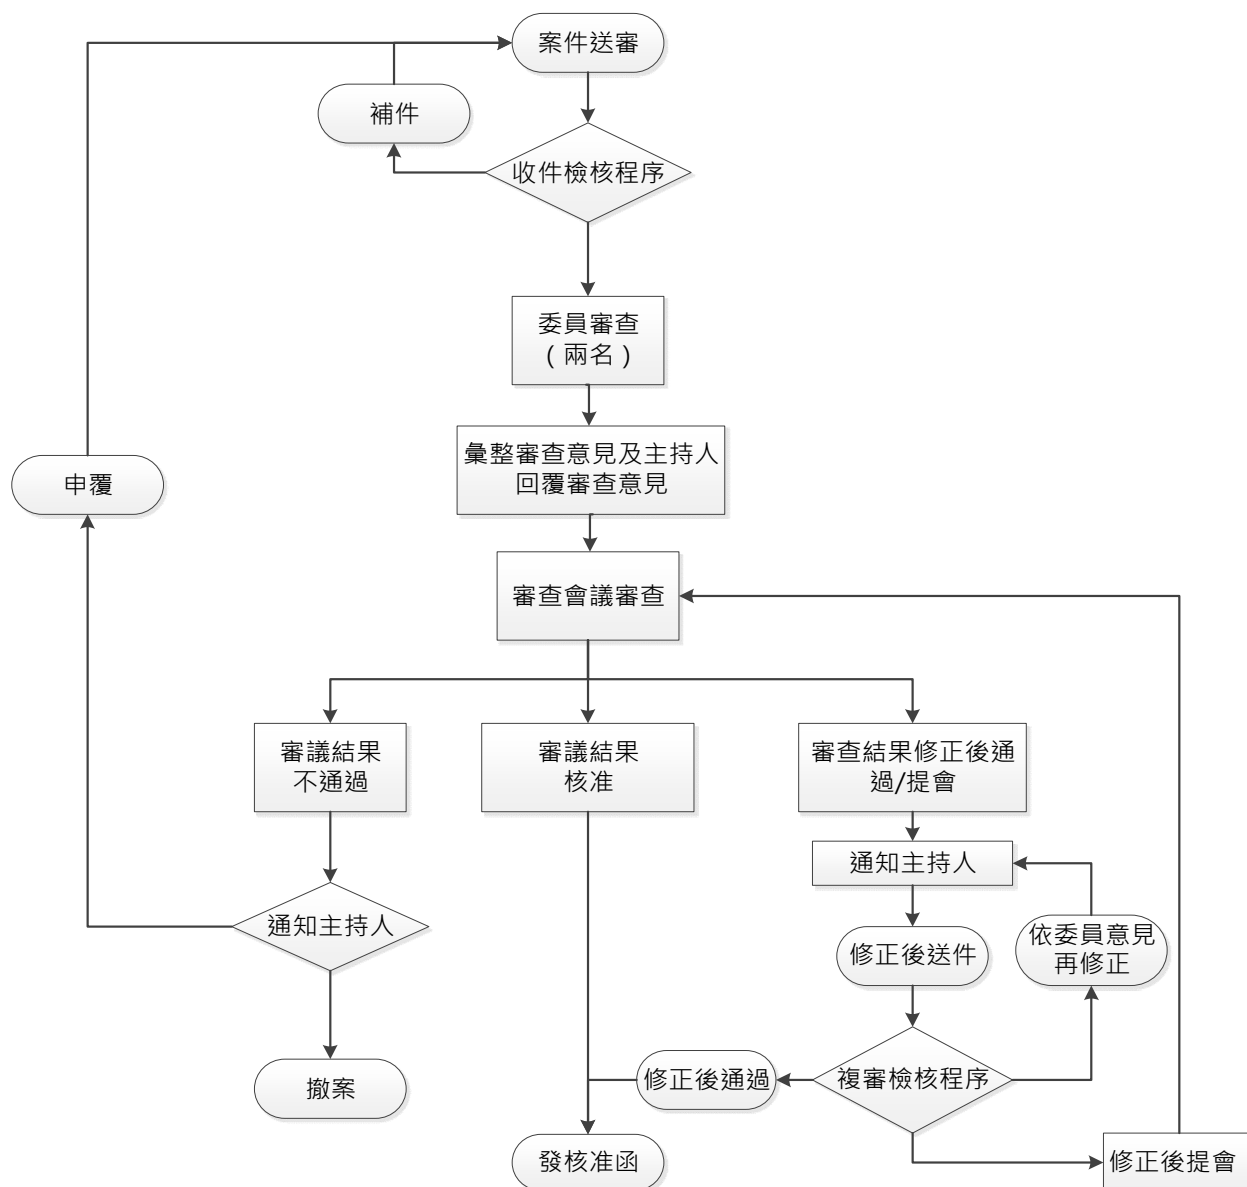 案件送審
補件
收件檢核程序
委員審查
（兩名）
彙整審查意見及主持人
回覆審查意見
申覆
審查會議審查
審議結果
不通過
審議結果
核准
審查結果修正後通
過/提會
通知主持人
通知主持人
修正後送件
依委員意見
再修正
撤案
修正後通過
複審檢核程序
發核准函
修正後提會